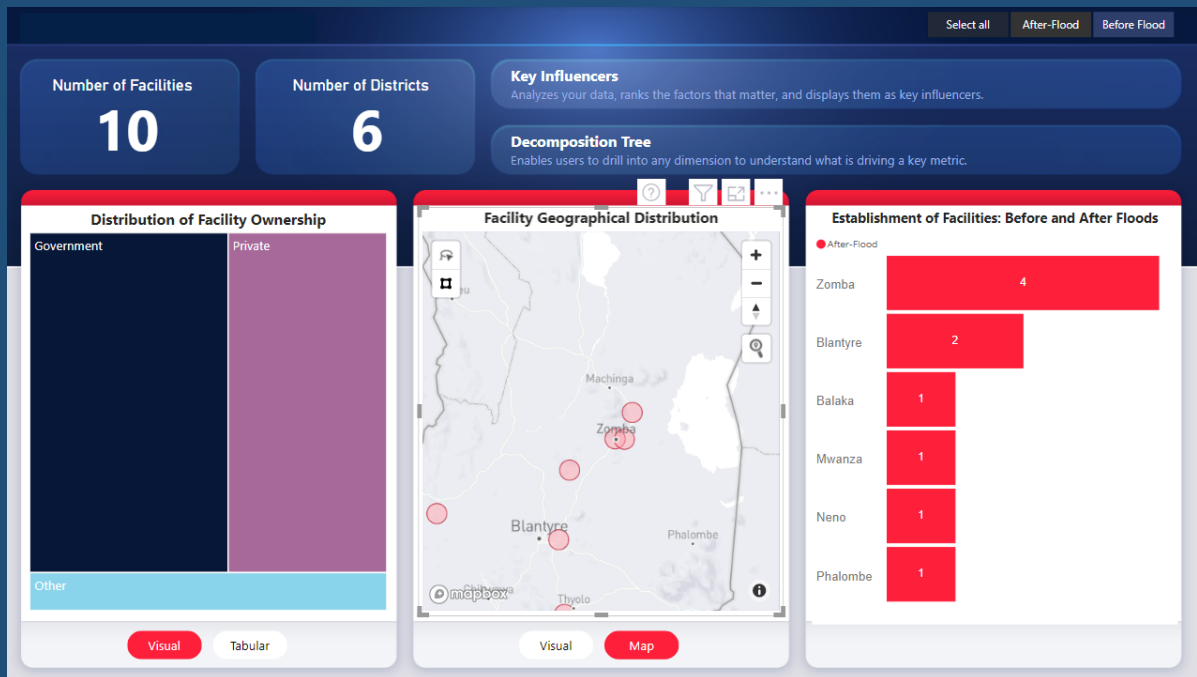 Select all
After-Flood
Before Flood
Number of Facilities
10
Number of Districts
6
Key Influencers
Analyzes your data, ranks the factors that matter, and displays them as key influencers.
Decomposition Tree
Enables users to drill into any dimension to understand what is driving a key metric.
Distribution of Facility Ownership
Government
Private
Other
Visual
Tabular
Facility Geographical Distribution
Machinga
Zomba
Blantyre
Phalombe
mapbox
Thyolo
Visual
Map
Establishment of Facilities: Before and After Floods
After-Flood
Zomba
4
Blantyre
2
Balaka
1
Mwanza
1
Neno
1
Phalombe
1